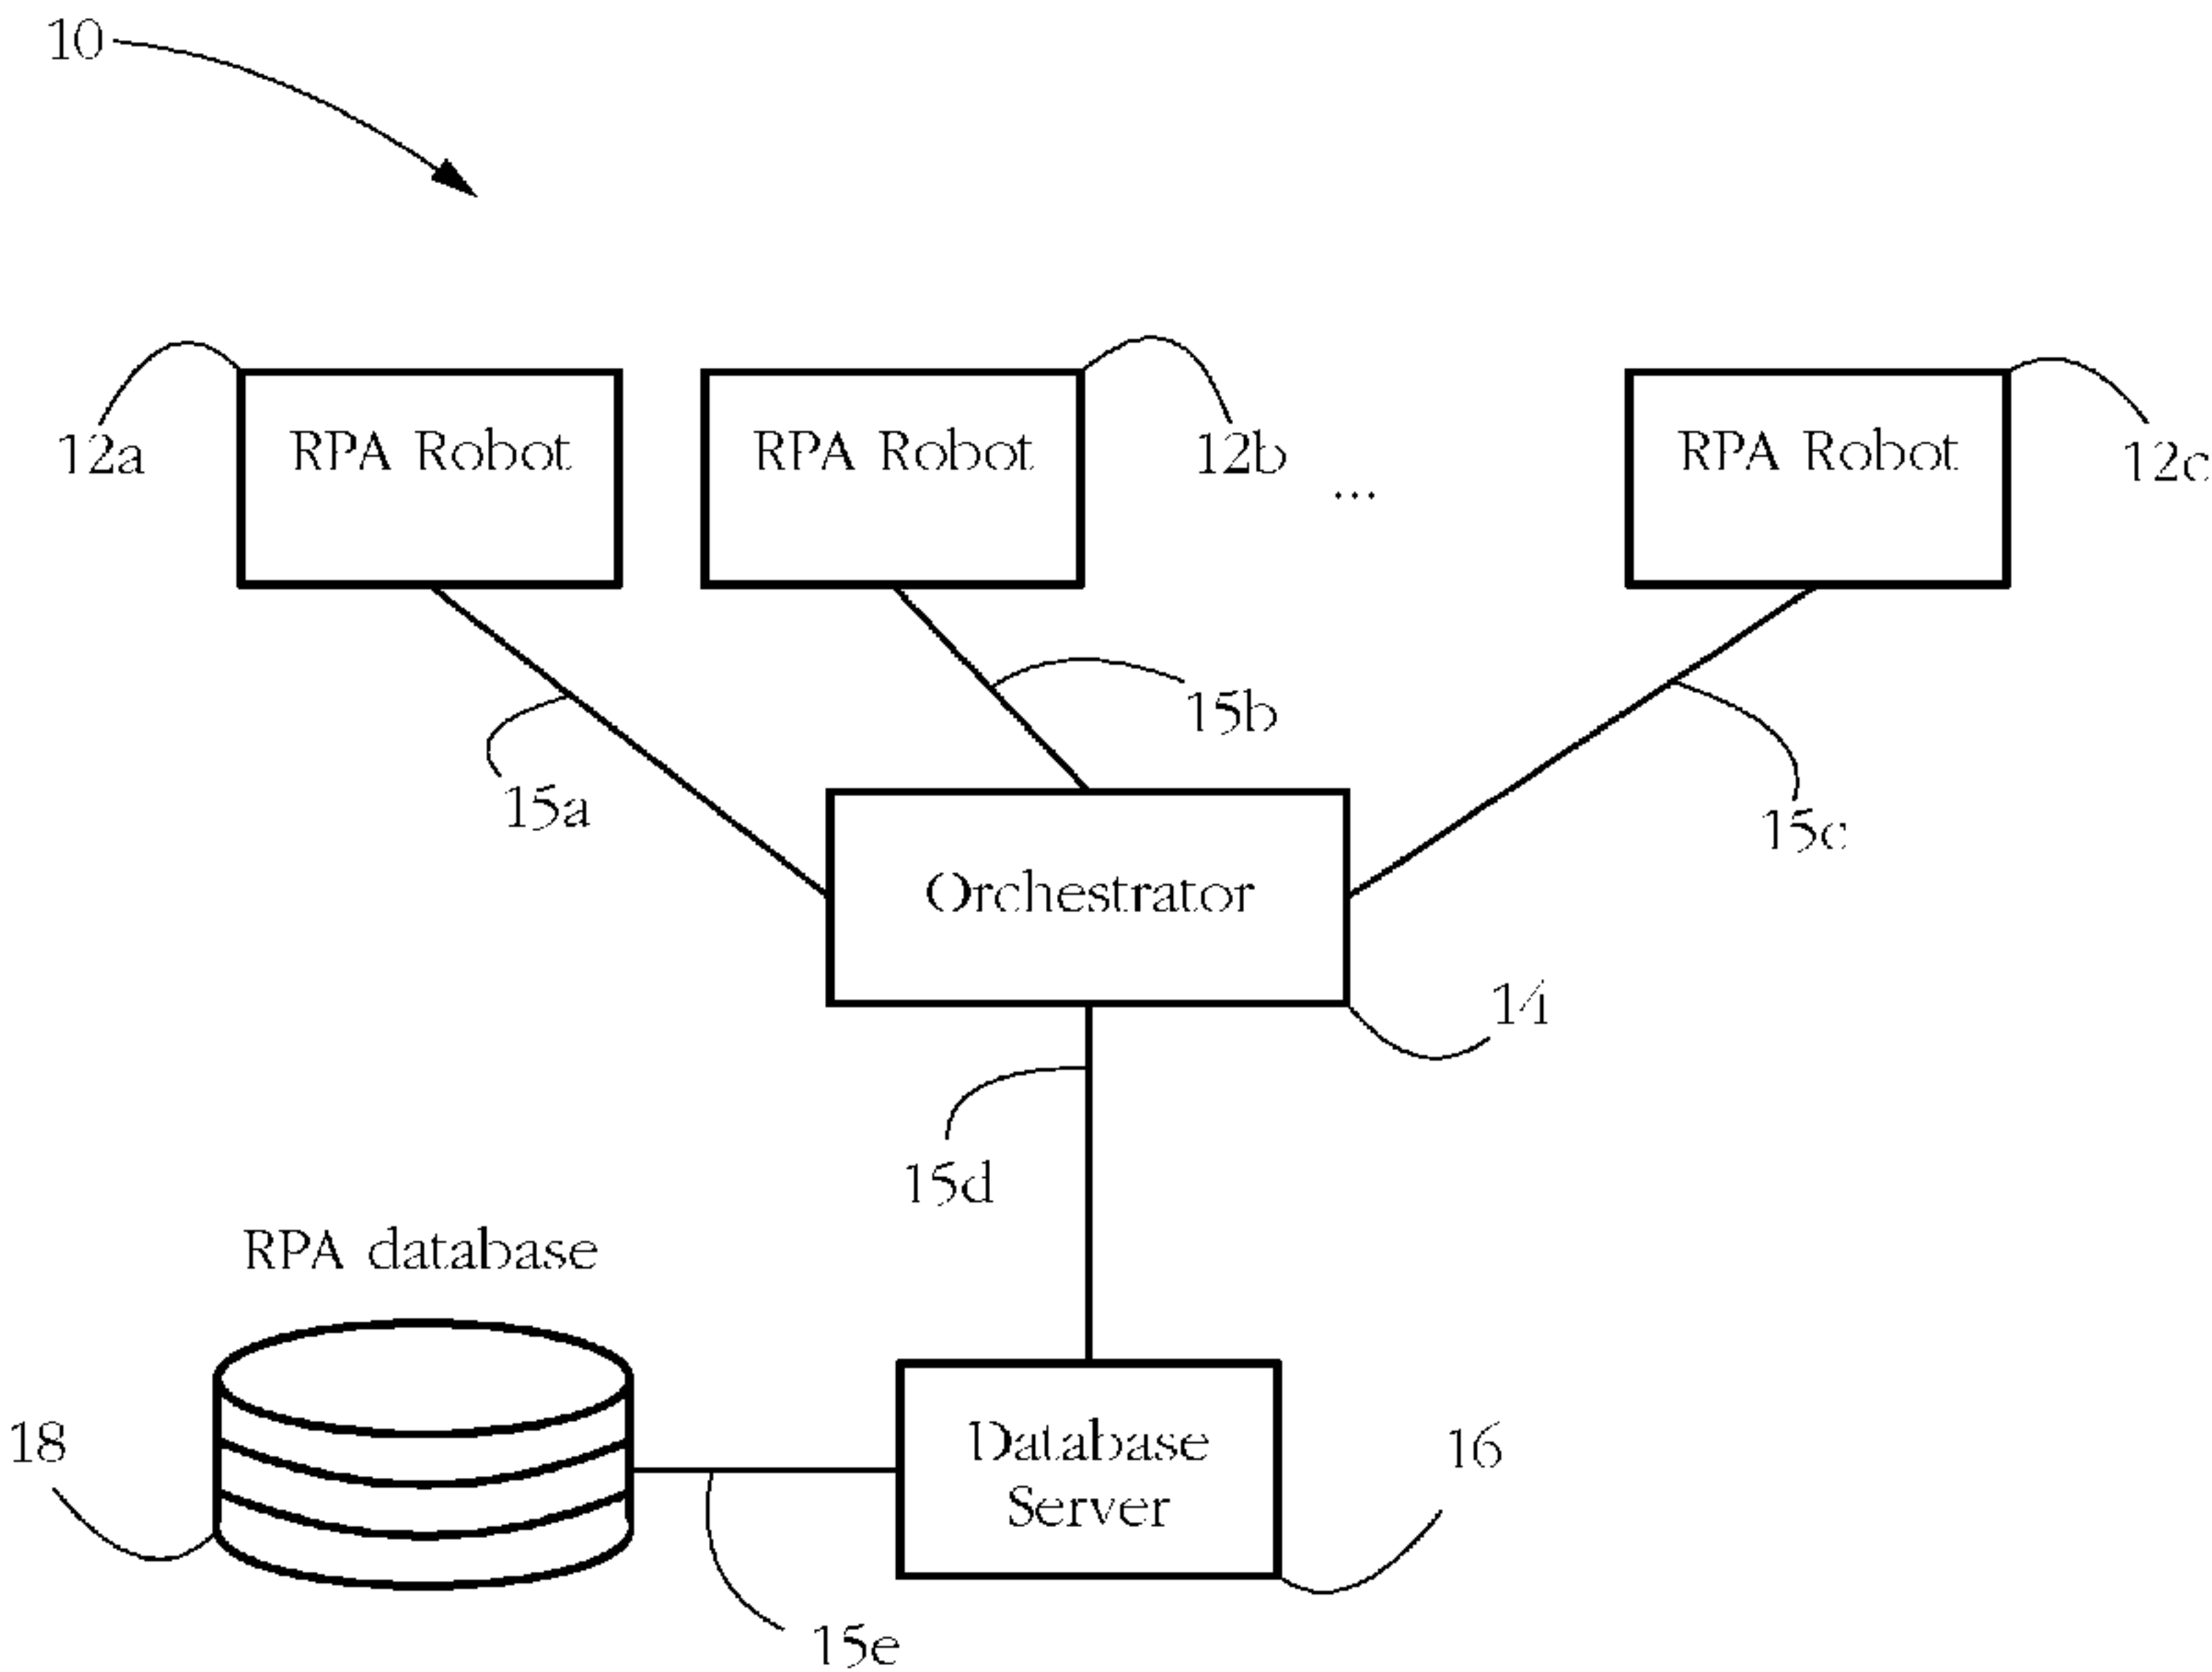 10
12a
RPA Robot
RPA Robot
12b
...
RPA Robot
12c
15a
15b
15c
Orchestrator
14
15d
RPA database
18
Database
Server
16
15e